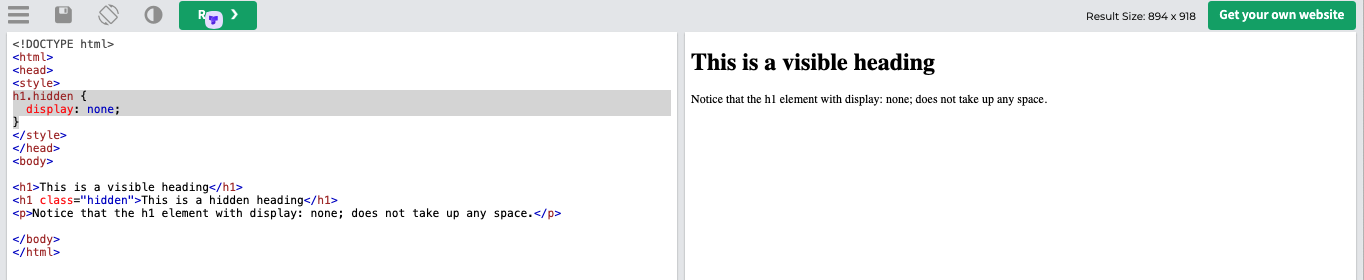 Result Size: 894 x 918
Get your own website
<!DOCTYPE html>
<html>
<head>
<style>
h1.hidden {
  display: none;
}
</style>
</head>
<body>
<h1>This is a visible heading</h1>
<h1 class="hidden">This is a hidden heading</h1>
<p>Notice that the h1 element with display: none; does not take up any space.</p>
</body>
</html>
This is a visible heading
Notice that the h1 element with display: none; does not take up any space.